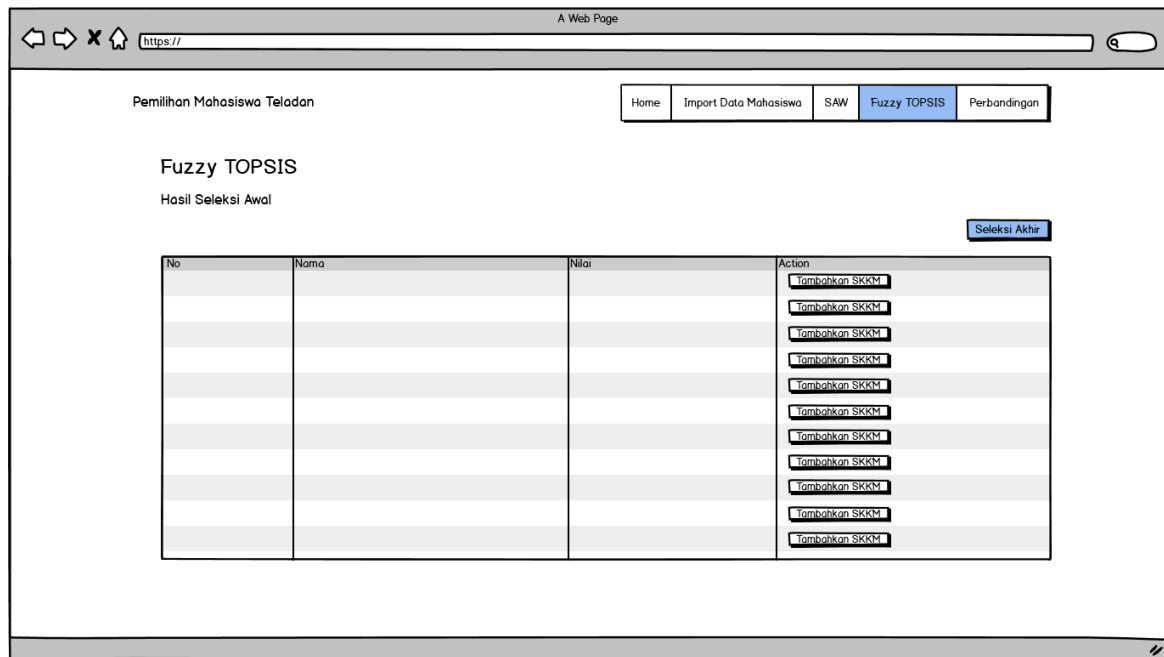 A Web Page
https://
Pemilihan Mahasiswa Teladan
Home Import Data Mahasiswa SAW Fuzzy TOPSIS Perbandingan
Fuzzy TOPSIS
Hasil Seleksi Awal
Seleksi Akhir
No Nama Nilai Action
Tambahkan SKKM
Tambahkan SKKM
Tambahkan SKKM
Tambahkan SKKM
Tambahkan SKKM
Tambahkan SKKM
Tambahkan SKKM
Tambahkan SKKM
Tambahkan SKKM
Tambahkan SKKM
Tambahkan SKKM